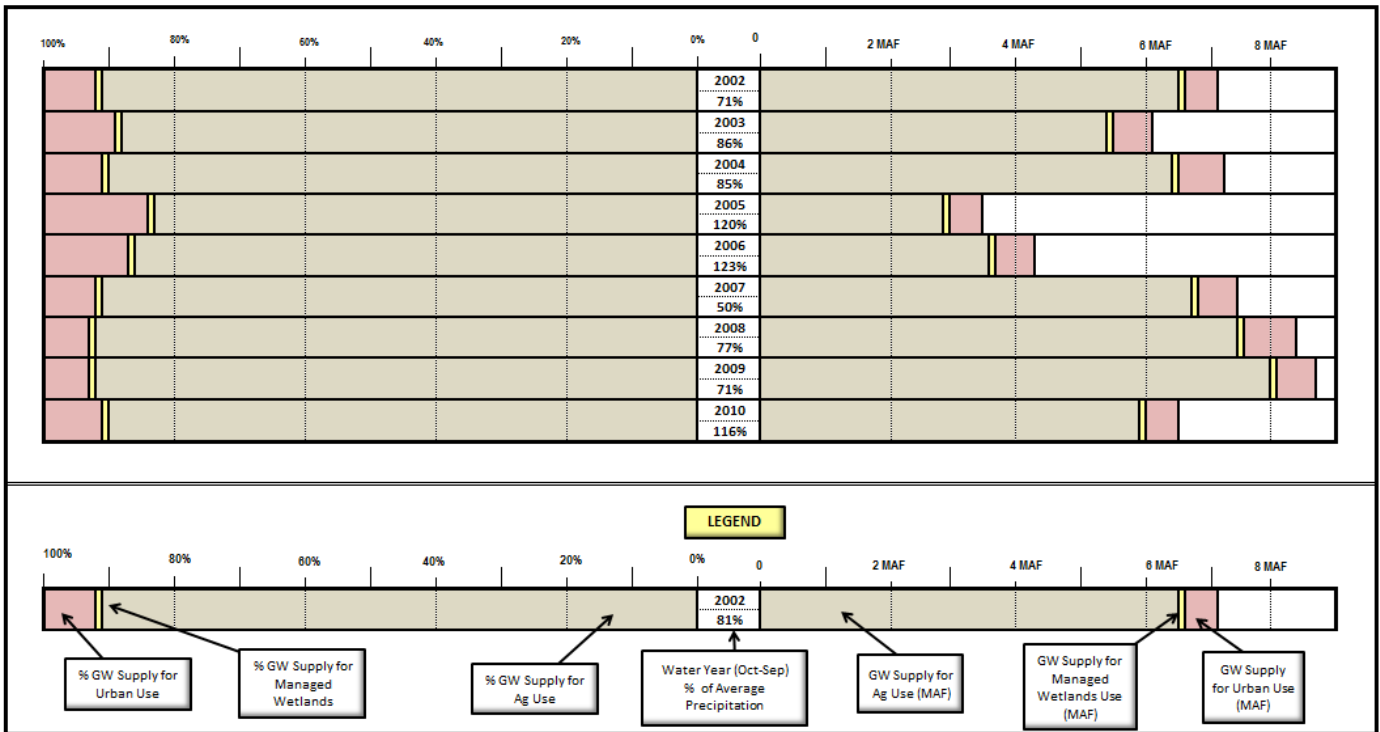 100% 80% 60% 40% 20% 0% 0 2 MAF 4 MAF 6 MAF 8 MAF
2002
71%
2003
86%
2004
85%
2005
120%
2006
123%
2007
50%
2008
77%
2009
71%
2010
116%
LEGEND
100% 80% 60% 40% 20% 0% 0 2 MAF 4 MAF 6 MAF 8 MAF
2002
81%
% GW Supply for
Urban Use
% GW Supply for
Managed
Wetlands
% GW Supply for
Ag Use
Water Year (Oct-Sep)
% of Average
Precipitation
GW Supply for
Ag Use (MAF)
GW Supply for
Managed
Wetlands Use
(MAF)
GW Supply
for Urban Use
(MAF)